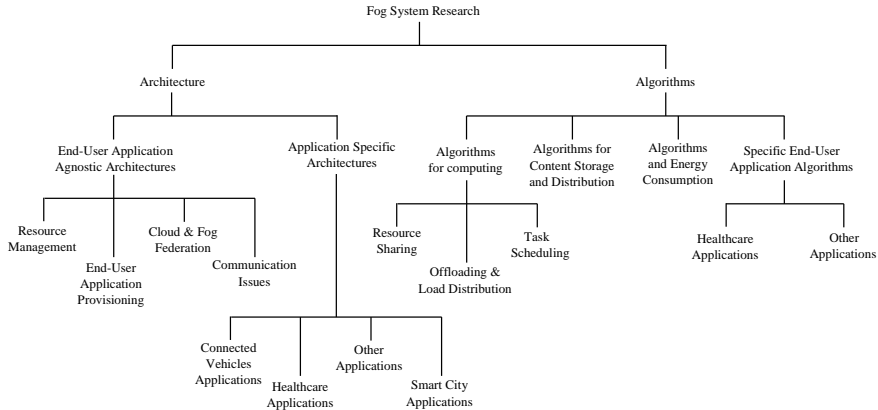 Fog System Research
Architecture
Algorithms
End-User Application
Agnostic Architectures
Application Specific
Architectures
Algorithms
for computing
Algorithms for
Content Storage
and Distribution
Algorithms
and Energy
Consumption
Specific End-User
Application Algorithms
Resource
Management
End-User
Application
Provisioning
Cloud & Fog
Federation
Communication
Issues
Resource
Sharing
Offloading &
Load Distribution
Task
Scheduling
Healthcare
Applications
Other
Applications
Connected
Vehicles
Applications
Healthcare
Applications
Other
Applications
Smart City
Applications